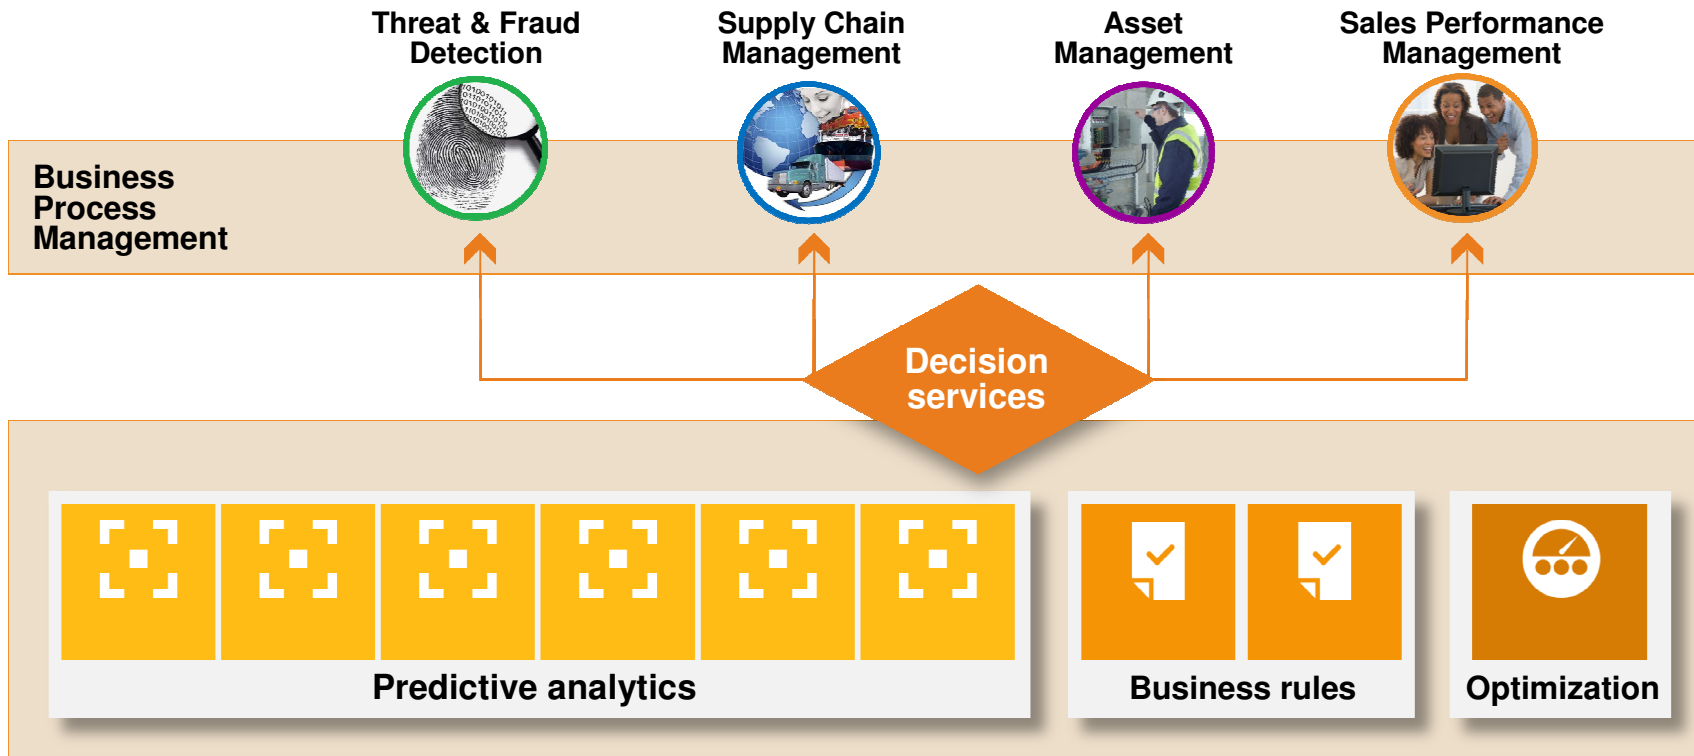 Threat & Fraud
Detection
Supply Chain
Management
Asset
Management
Sales Performance
Management
Business
Process
Management
Decision
services
Predictive analytics
Business rules
Optimization